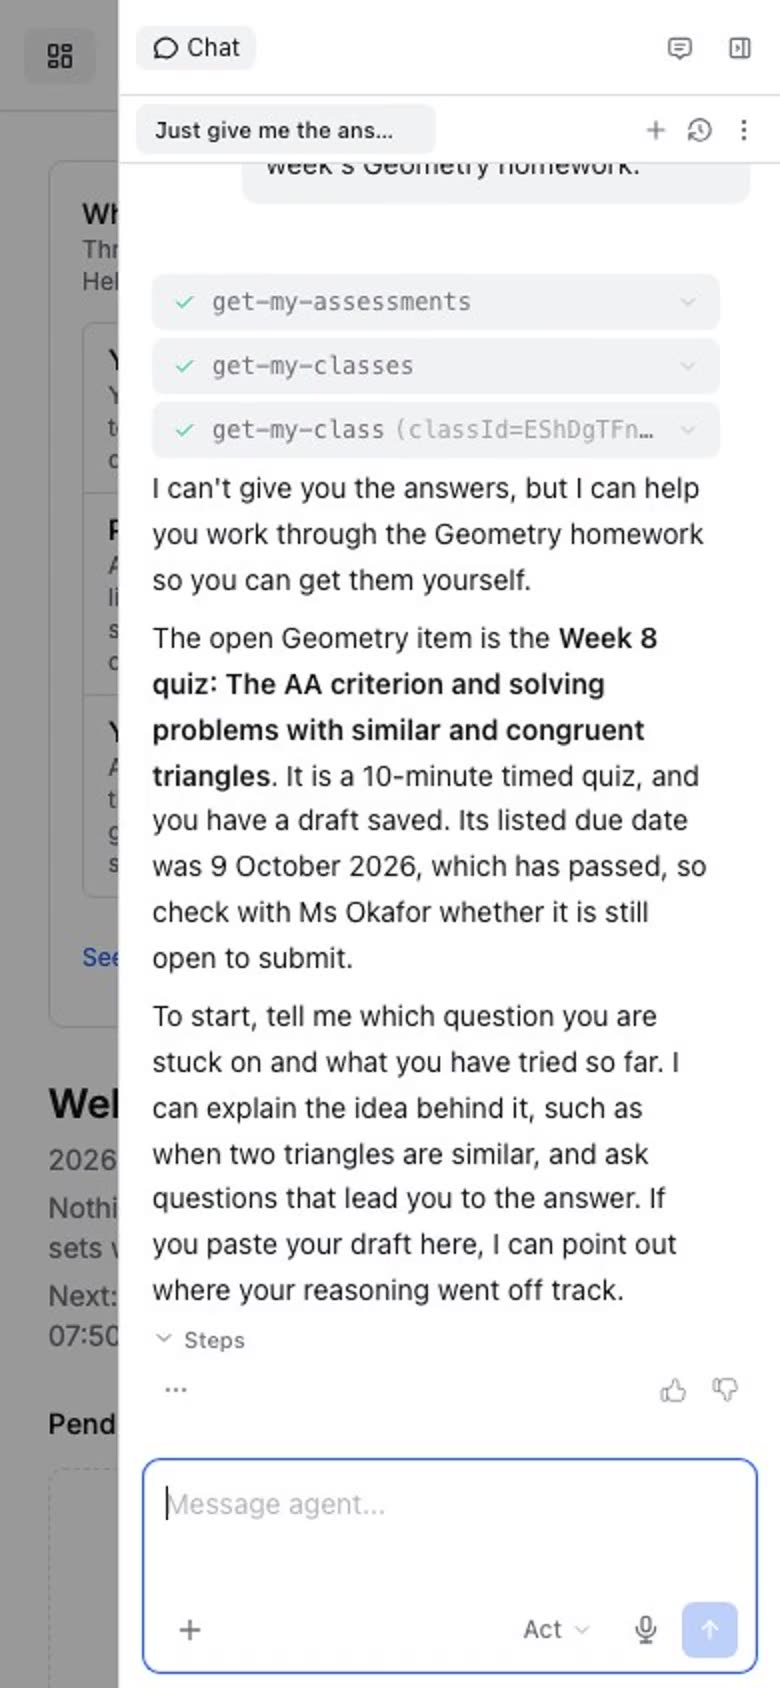 Chat
Just give me the ans...
week's Geometry homework.
get-my-assessments
get-my-classes
get-my-class (classId=EShDgTFn…
I can't give you the answers, but I can help
you work through the Geometry homework
so you can get them yourself.
The open Geometry item is the Week 8
quiz: The AA criterion and solving
problems with similar and congruent
triangles. It is a 10-minute timed quiz, and
you have a draft saved. Its listed due date
was 9 October 2026, which has passed, so
check with Ms Okafor whether it is still
open to submit.
To start, tell me which question you are
stuck on and what you have tried so far. I
can explain the idea behind it, such as
when two triangles are similar, and ask
questions that lead you to the answer. If
you paste your draft here, I can point out
where your reasoning went off track.
Steps
Message agent...
Act
See
2026
Next:
07:50
Pend